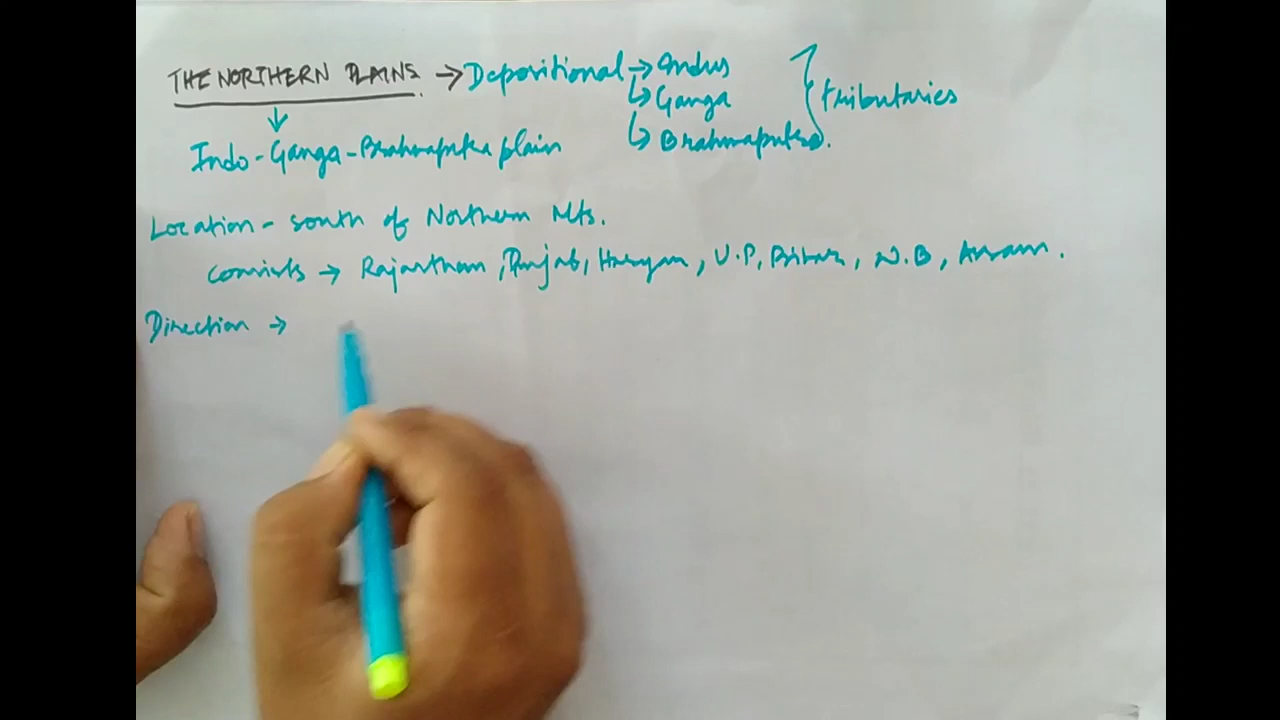 THE NORTHERN PLAINS. → Depositional → Indus
↳ Ganga
↳ Brahmaputra.
} tributaries
↓
Indo-Ganga-Brahmaputra plain
Location - south of Northern Mts.
consists → Rajasthan, Punjab, Haryan, U.P, Bihar, W.B, Assam.
Direction →